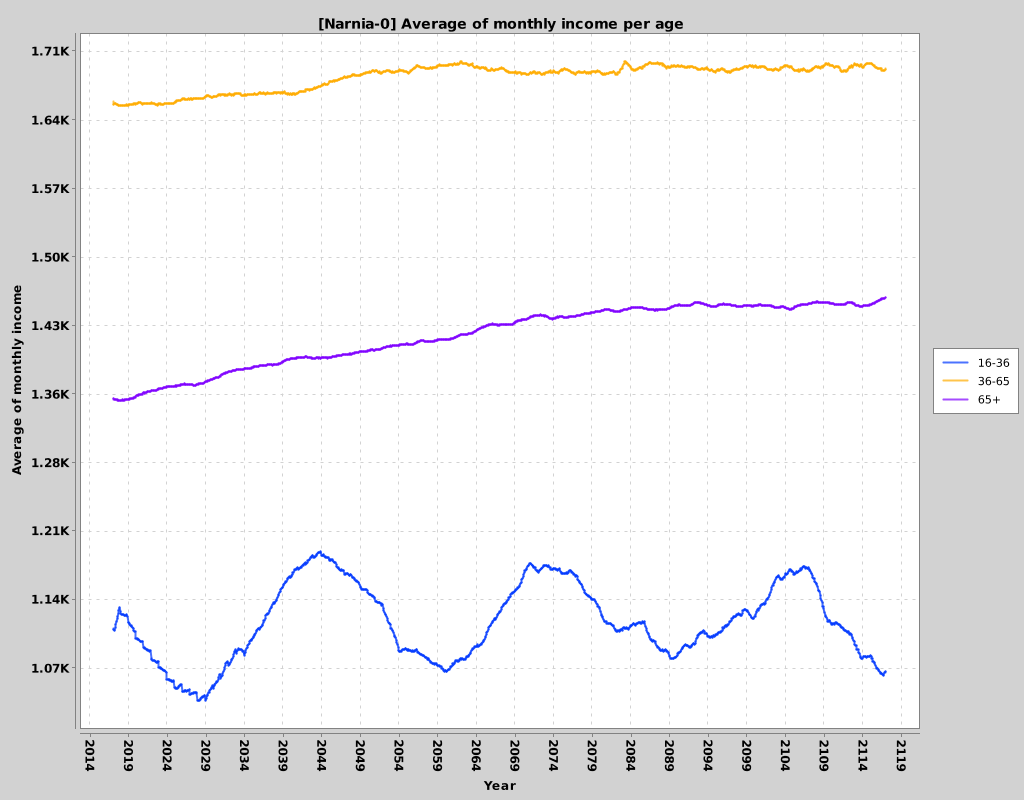 [Narnia-0] Average of monthly income per age
1.71K
1.64K
1.57K
1.50K
1.43K
1.36K
1.28K
1.21K
1.14K
1.07K
Average of monthly income
2014 2019 2024 2029 2034 2039 2044 2049 2054 2059 2064 2069 2074 2079 2084 2089 2094 2099 2104 2109 2114 2119
Year
16-36
36-65
65+